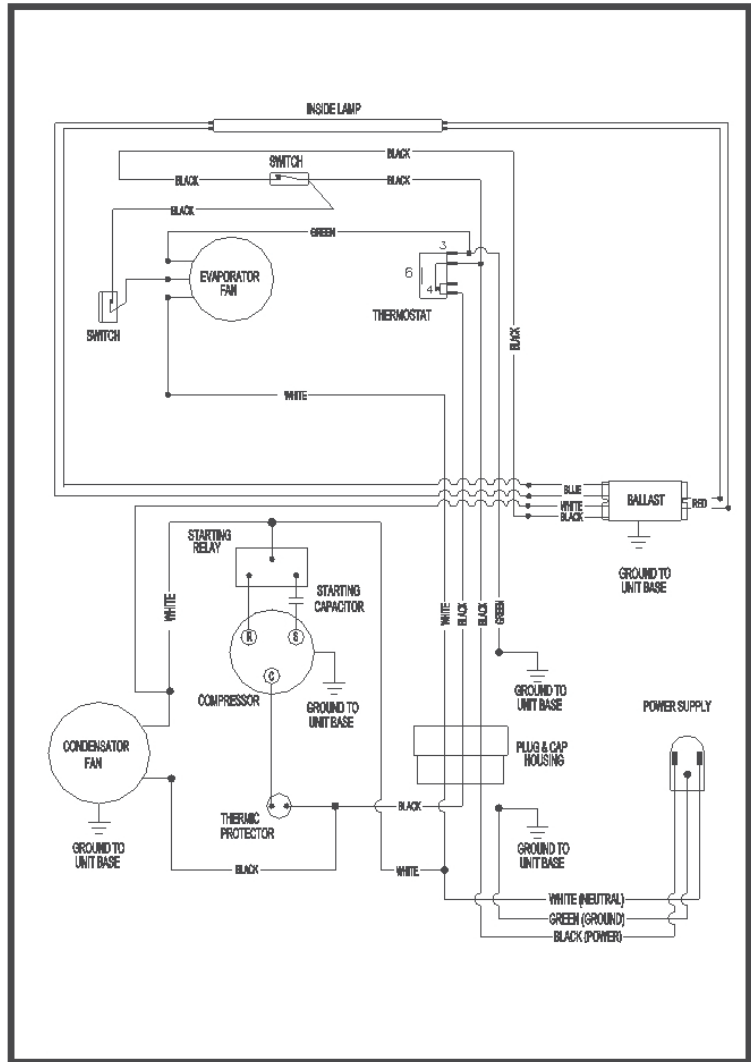 INSIDE LAMP
BLACK
SWITCH
BLACK
BLACK
BLACK
GREEN
3
EVAPORATOR
FAN
6
4
THERMOSTAT
SWITCH
BLACK
WHITE
BLUE
WHITE
BLACK
BALLAST
RED
GROUND TO
UNIT BASE
STARTING
RELAY
STARTING
CAPACITOR
WHITE
R
S
C
COMPRESSOR
GROUND TO
UNIT BASE
WHITE
BLACK
BLACK
GREEN
GROUND TO
UNIT BASE
POWER SUPPLY
CONDENSATOR
FAN
PLUG & CAP
HOUSING
THERMIC
PROTECTOR
BLACK
GROUND TO
UNIT BASE
GROUND TO
UNIT BASE
BLACK
WHITE
WHITE (NEUTRAL)
GREEN (GROUND)
BLACK (POWER)